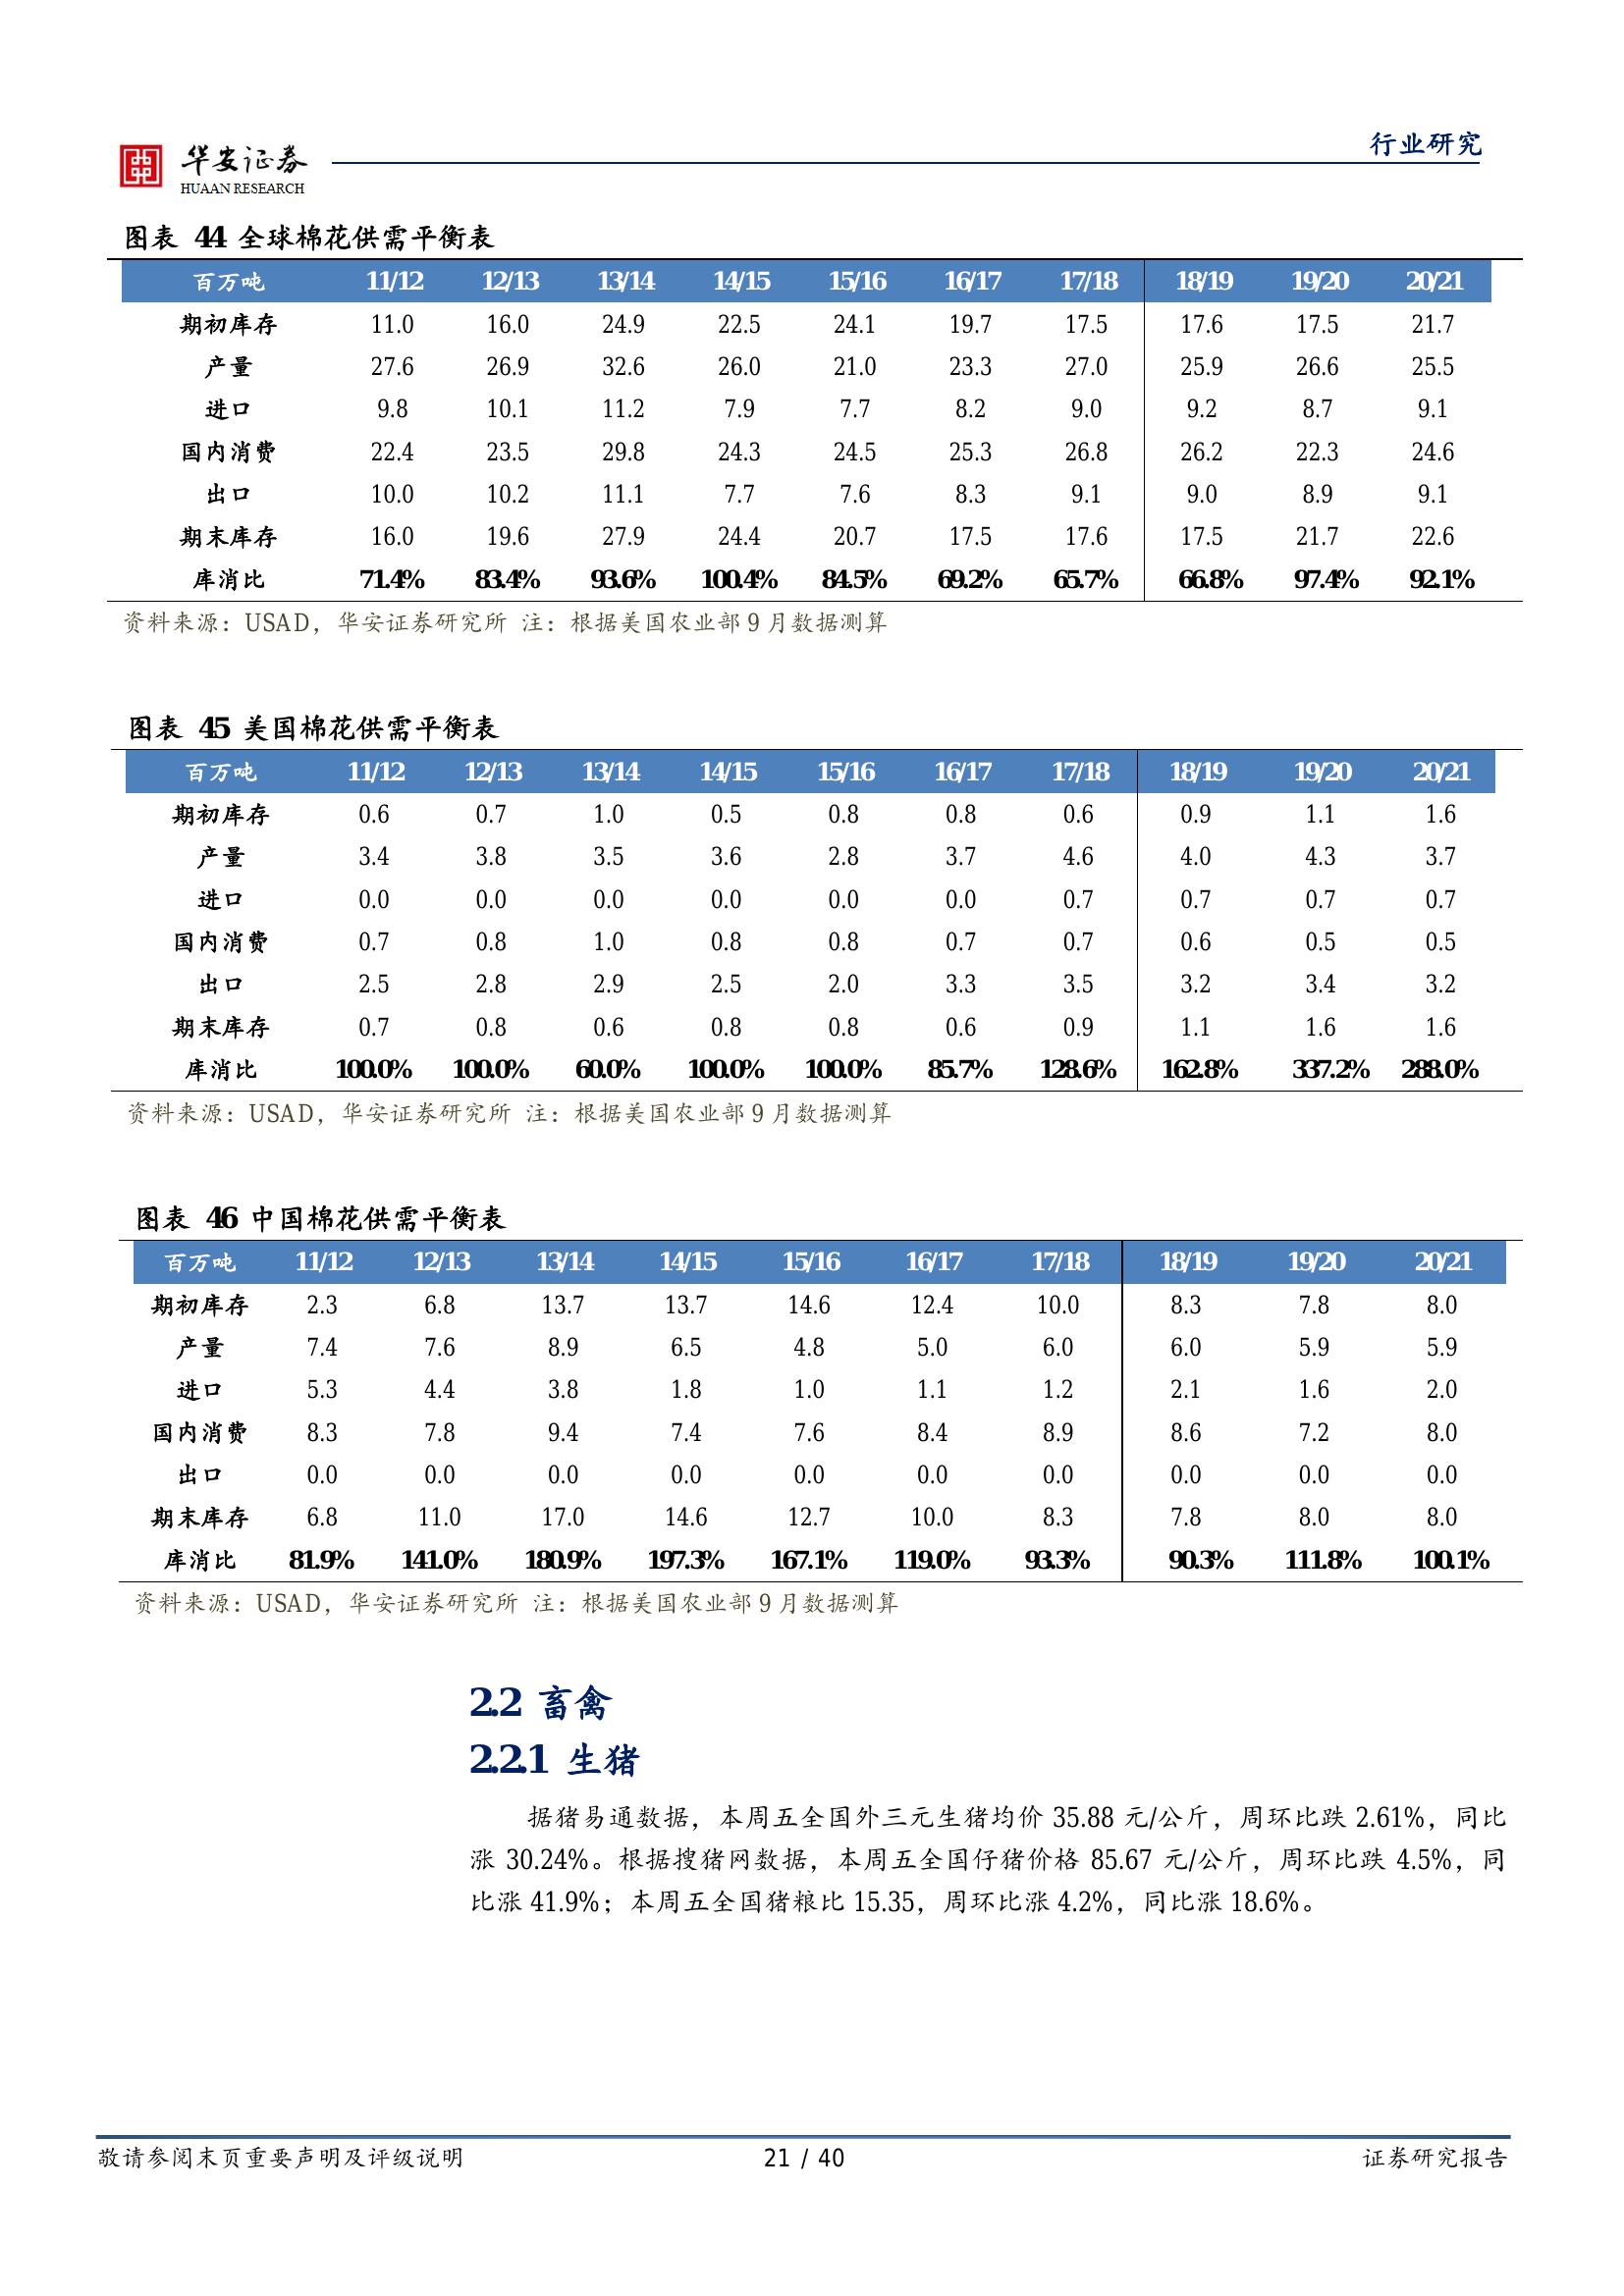 华安证券
HUAAN RESEARCH
行业研究
图表 44 全球棉花供需平衡表
百万吨 11/12 12/13 13/14 14/15 15/16 16/17 17/18 18/19 19/20 20/21
期初库存 11.0 16.0 24.9 22.5 24.1 19.7 17.5 17.6 17.5 21.7
产量 27.6 26.9 32.6 26.0 21.0 23.3 27.0 25.9 26.6 25.5
进口 9.8 10.1 11.2 7.9 7.7 8.2 9.0 9.2 8.7 9.1
国内消费 22.4 23.5 29.8 24.3 24.5 25.3 26.8 26.2 22.3 24.6
出口 10.0 10.2 11.1 7.7 7.6 8.3 9.1 9.0 8.9 9.1
期末库存 16.0 19.6 27.9 24.4 20.7 17.5 17.6 17.5 21.7 22.6
库消比 71.4% 83.4% 93.6% 100.4% 84.5% 69.2% 65.7% 66.8% 97.4% 92.1%
资料来源：USAD，华安证券研究所 注：根据美国农业部 9 月数据测算
图表 45 美国棉花供需平衡表
百万吨 11/12 12/13 13/14 14/15 15/16 16/17 17/18 18/19 19/20 20/21
期初库存 0.6 0.7 1.0 0.5 0.8 0.8 0.6 0.9 1.1 1.6
产量 3.4 3.8 3.5 3.6 2.8 3.7 4.6 4.0 4.3 3.7
进口 0.0 0.0 0.0 0.0 0.0 0.0 0.7 0.7 0.7 0.7
国内消费 0.7 0.8 1.0 0.8 0.8 0.7 0.7 0.6 0.5 0.5
出口 2.5 2.8 2.9 2.5 2.0 3.3 3.5 3.2 3.4 3.2
期末库存 0.7 0.8 0.6 0.8 0.8 0.6 0.9 1.1 1.6 1.6
库消比 100.0% 100.0% 60.0% 100.0% 100.0% 85.7% 128.6% 162.8% 337.2% 288.0%
资料来源：USAD，华安证券研究所 注：根据美国农业部 9 月数据测算
图表 46 中国棉花供需平衡表
百万吨 11/12 12/13 13/14 14/15 15/16 16/17 17/18 18/19 19/20 20/21
期初库存 2.3 6.8 13.7 13.7 14.6 12.4 10.0 8.3 7.8 8.0
产量 7.4 7.6 8.9 6.5 4.8 5.0 6.0 6.0 5.9 5.9
进口 5.3 4.4 3.8 1.8 1.0 1.1 1.2 2.1 1.6 2.0
国内消费 8.3 7.8 9.4 7.4 7.6 8.4 8.9 8.6 7.2 8.0
出口 0.0 0.0 0.0 0.0 0.0 0.0 0.0 0.0 0.0 0.0
期末库存 6.8 11.0 17.0 14.6 12.7 10.0 8.3 7.8 8.0 8.0
库消比 81.9% 141.0% 180.9% 197.3% 167.1% 119.0% 93.3% 90.3% 111.8% 100.1%
资料来源：USAD，华安证券研究所 注：根据美国农业部 9 月数据测算
2.2 畜禽
2.2.1 生猪
据猪易通数据，本周五全国外三元生猪均价 35.88 元/公斤，周环比跌 2.61%，同比
涨 30.24%。根据搜猪网数据，本周五全国仔猪价格 85.67 元/公斤，周环比跌 4.5%，同
比涨 41.9%；本周五全国猪粮比 15.35，周环比涨 4.2%，同比涨 18.6%。
敬请参阅末页重要声明及评级说明 21 / 40 证券研究报告